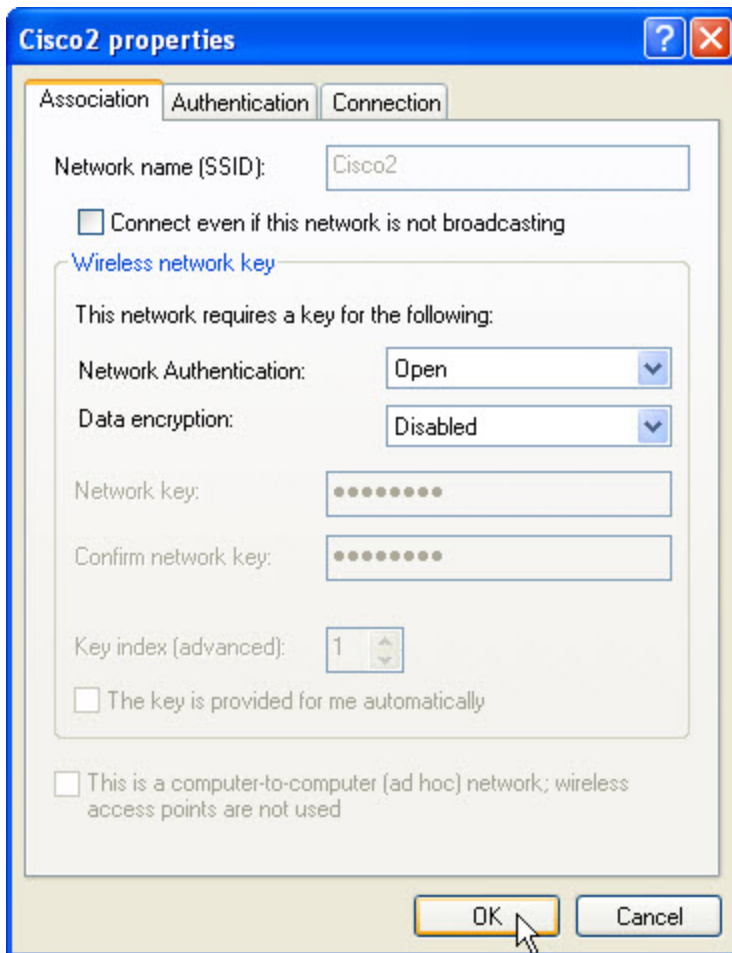 Cisco2 properties
Association Authentication Connection
Network name (SSID): Cisco2
Connect even if this network is not broadcasting
Wireless network key
This network requires a key for the following:
Network Authentication: Open
Data encryption: Disabled
Network key: ••••••••
Confirm network key: ••••••••
Key index (advanced): 1
The key is provided for me automatically
This is a computer-to-computer (ad hoc) network; wireless
access points are not used
OK Cancel